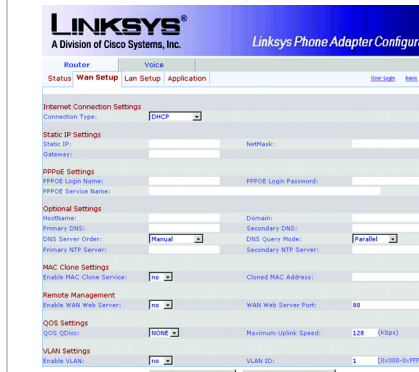 LINKSYS®
A Division of Cisco Systems, Inc.
Linksys Phone Adapter Configur
Router Voice
Status Wan Setup Lan Setup Application User Login basic
Internet Connection Settings
Connection Type: DHCP
Static IP Settings
Static IP: NetMask:
Gateway:
PPPoE Settings
PPPOE Login Name: PPPOE Login Password:
PPPOE Service Name:
Optional Settings
HostName: Domain:
Primary DNS: Secondary DNS:
DNS Server Order: Manual DNS Query Mode: Parallel
Primary NTP Server: Secondary NTP Server:
MAC Clone Settings
Enable MAC Clone Service: no Cloned MAC Address:
Remote Management
Enable WAN Web Server: no WAN Web Server Port: 80
QOS Settings
QOS QDisc: NONE Maximum Uplink Speed: 128 (Kbps)
VLAN Settings
Enable VLAN: no VLAN ID: 1 [0x000-0xFFF